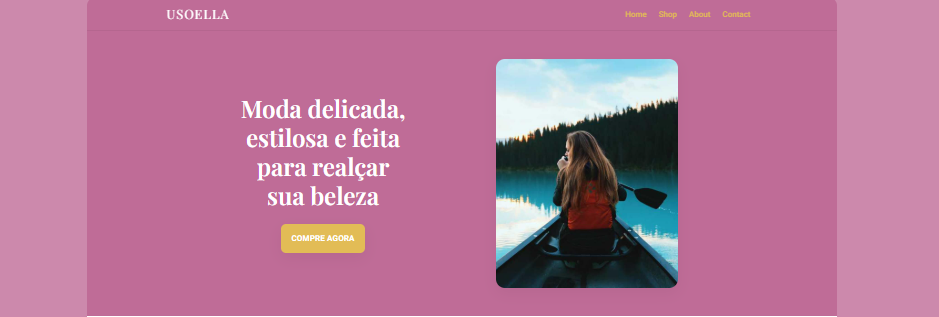 USOELLA
Home Shop About Contact
Moda delicada,
estilosa e feita
para realçar
sua beleza
COMPRE AGORA